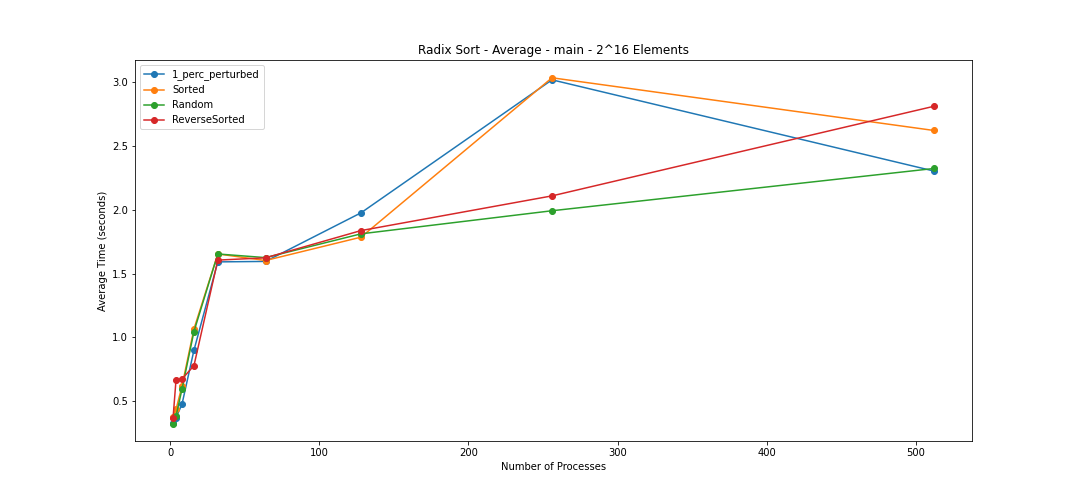 Radix Sort - Average - main - 2^16 Elements
1_perc_perturbed
Sorted
Random
ReverseSorted
Average Time (seconds)
3.0
2.5
2.0
1.5
1.0
0.5
0 100 200 300 400 500
Number of Processes